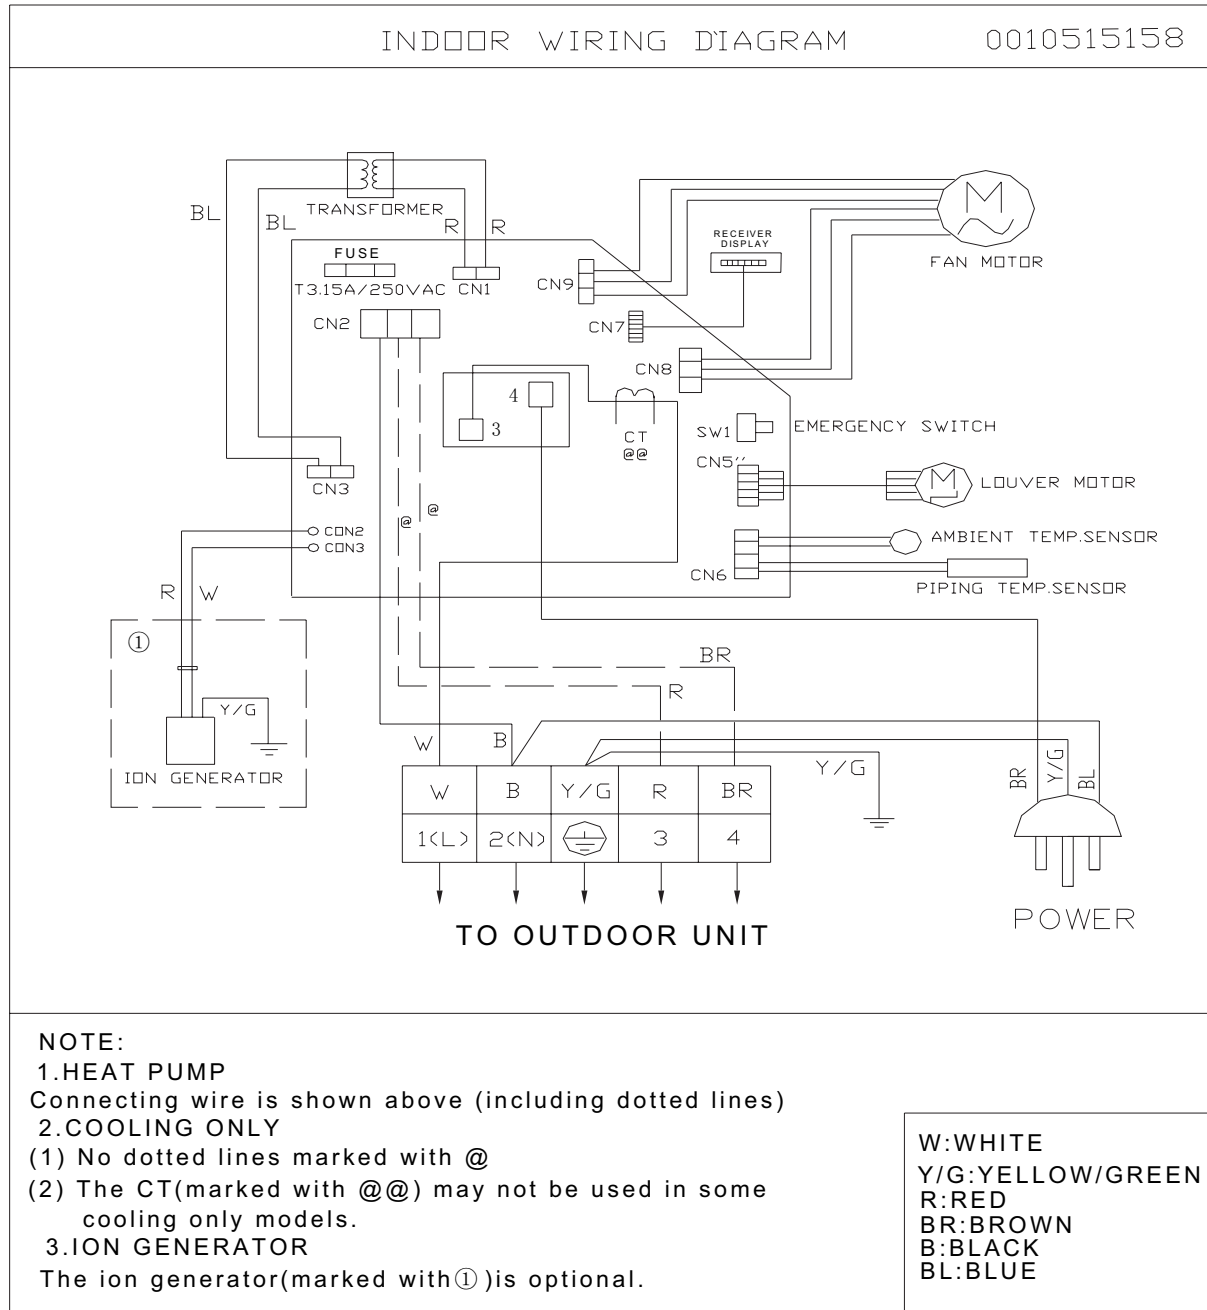 INDOOR WIRING DIAGRAM 0010515158
BL
BL
TRANSFORMER
R R
FUSE
T3.15A/250VAC CN1
CN2
CN9
RECEIVER
DISPLAY
FAN MOTOR
CN7
CN8
4
3
CT
@@
SW1 EMERGENCY SWITCH
CN5''
LOUVER MOTOR
M
M
CN3
@
@
CON2
CON3
AMBIENT TEMP.SENSOR
CN6
PIPING TEMP.SENSOR
R W
①
Y/G
ION GENERATOR
BR
R
W B
Y/G
BR Y/G BL
W B Y/G R BR
1(L) 2(N) 3 4
TO OUTDOOR UNIT
POWER
NOTE:
1.HEAT PUMP
Connecting wire is shown above (including dotted lines)
2.COOLING ONLY
(1) No dotted lines marked with @
(2) The CT(marked with @@) may not be used in some
cooling only models.
3.ION GENERATOR
The ion generator(marked with①)is optional.
W:WHITE
Y/G:YELLOW/GREEN
R:RED
BR:BROWN
B:BLACK
BL:BLUE